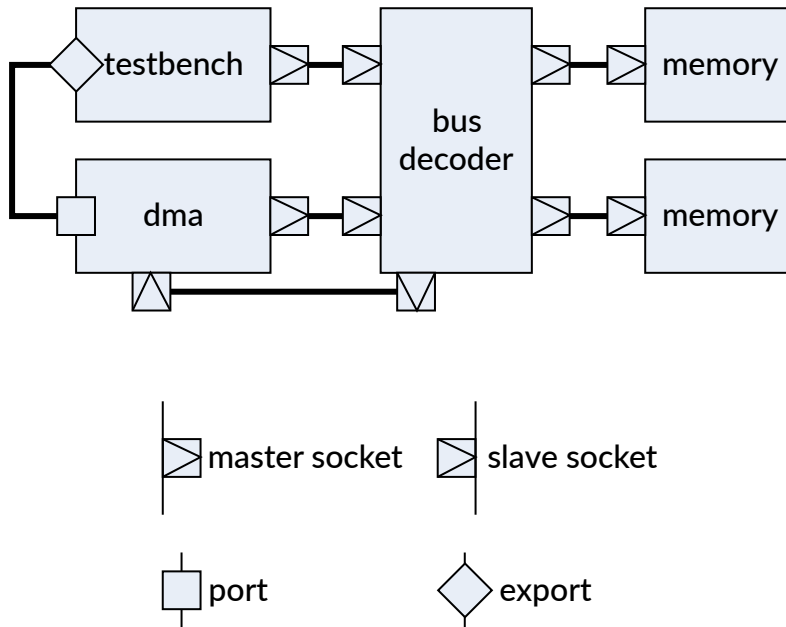 testbench
bus
decoder
memory
dma
memory
master socket
slave socket
port
export